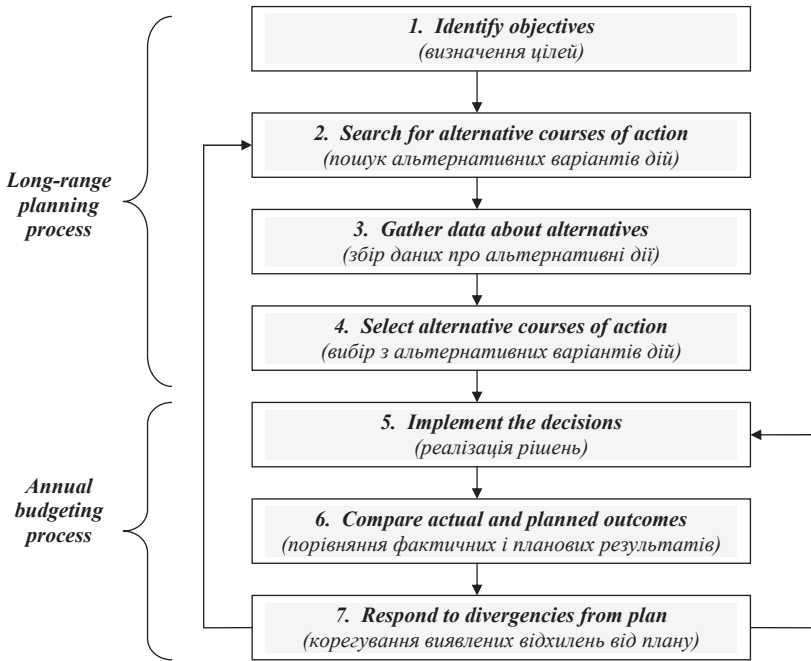 1. Identify objectives
(визначення цілей)
2. Search for alternative courses of action
(пошук альтернативних варіантів дій)
Long-range
planning
process
3. Gather data about alternatives
(збір даних про альтернативні дії)
4. Select alternative courses of action
(вибір з альтернативних варіантів дій)
5. Implement the decisions
(реалізація рішень)
Annual
budgeting
process
6. Compare actual and planned outcomes
(порівняння фактичних і планових результатів)
7. Respond to divergencies from plan
(корегування виявлених відхилень від плану)